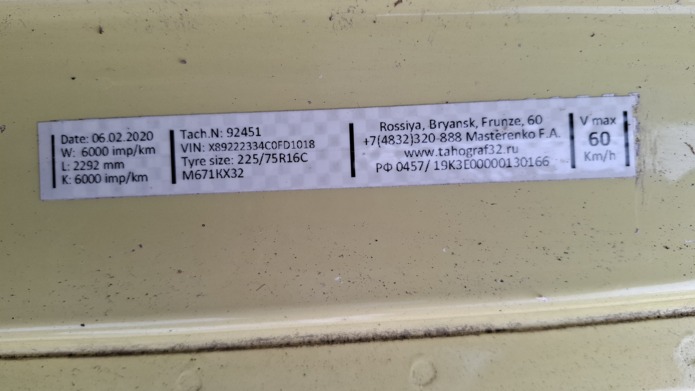 Date: 06.02.2020
W: 6000 imp/km
L: 2292 mm
K: 6000 imp/km
Tach.N: 92451
VIN: X89222334C0FD1018
Tyre size: 225/75R16C
М671КХ32
Rossiya, Bryansk, Frunze, 60
+7(4832)320-888 Masterenko F.A.
www.tahograf32.ru
РФ 0457/ 19K3E00000130166
V max
60
Km/h